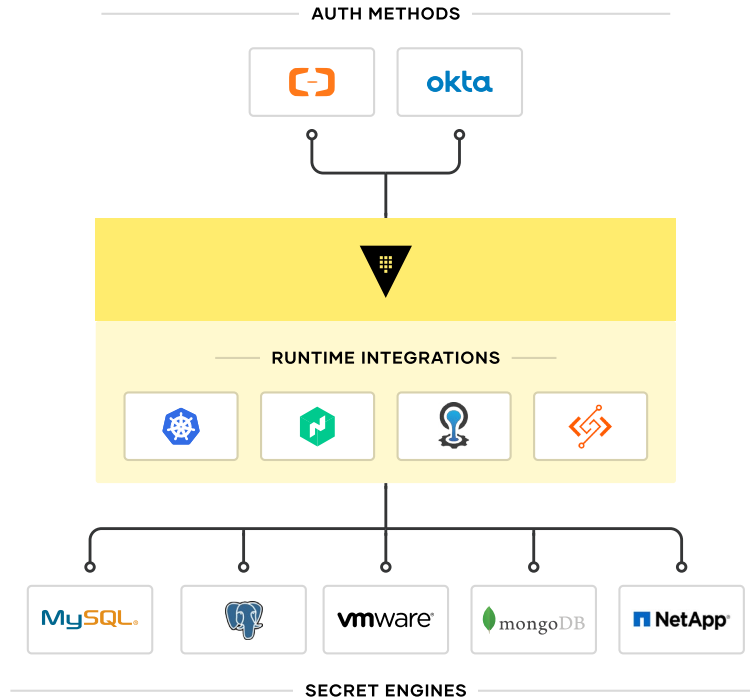 AUTH METHODS
okta
RUNTIME INTEGRATIONS
MySQL®
vmware®
mongoDB
NetApp®
SECRET ENGINES